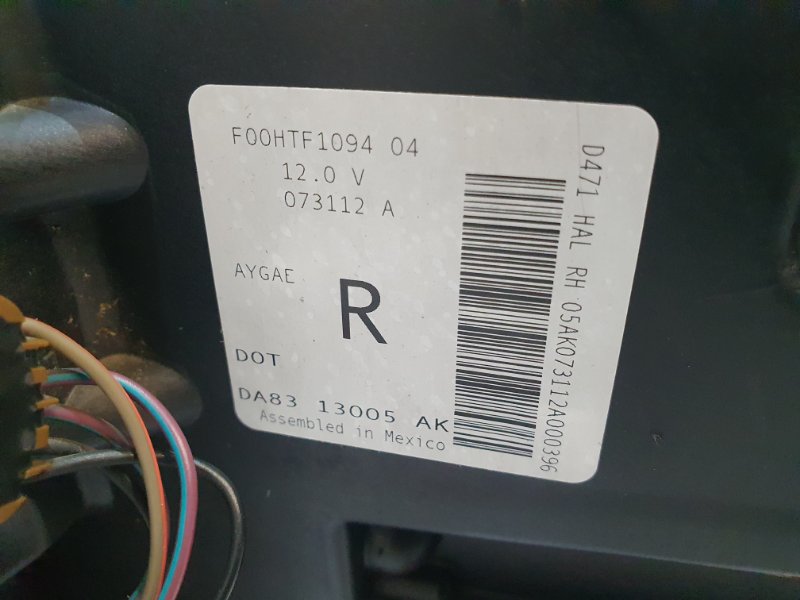 F00HTF1094 04
12.0 V
073112 A
AYGAE
R
DOT
DA83 13005 AK
Assembled in Mexico
D471 HAL RH 05AK073112A000396